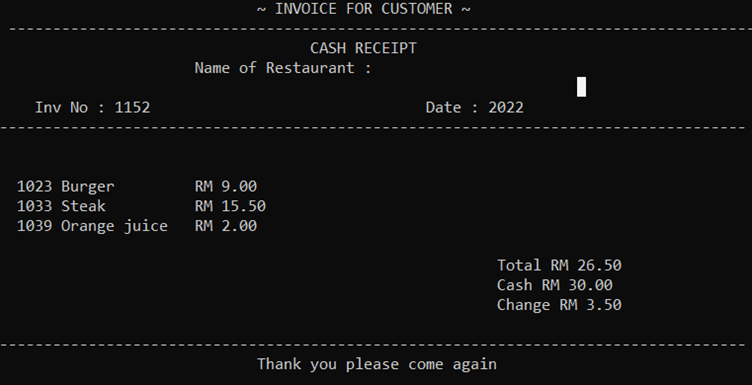 ~ INVOICE FOR CUSTOMER ~
--------------------------------------------------------------------------------
CASH RECEIPT
Name of Restaurant :
Inv No : 1152 Date : 2022
--------------------------------------------------------------------------------
1023 Burger RM 9.00
1033 Steak RM 15.50
1039 Orange juice RM 2.00
Total RM 26.50
Cash RM 30.00
Change RM 3.50
--------------------------------------------------------------------------------
Thank you please come again